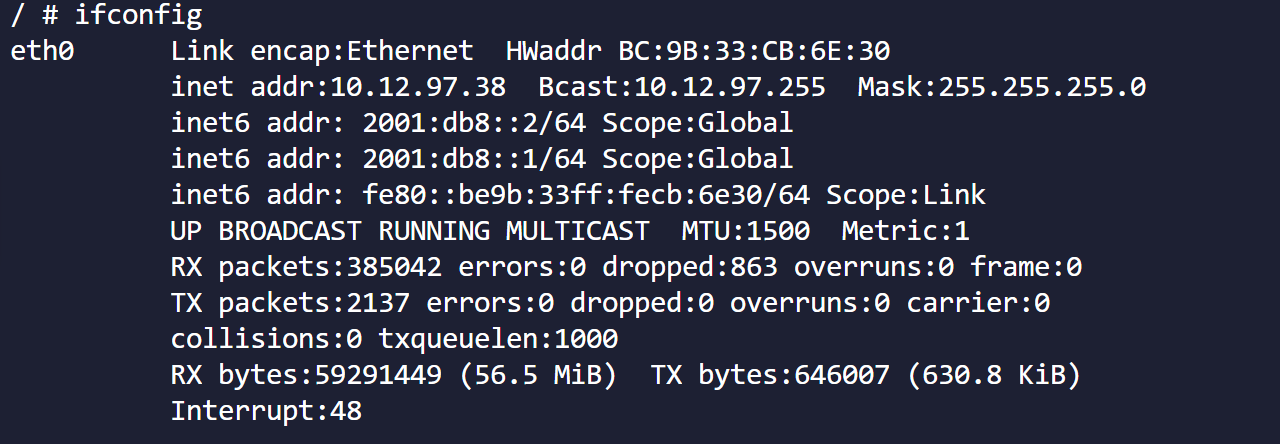 / # ifconfig
eth0      Link encap:Ethernet  HWaddr BC:9B:33:CB:6E:30
          inet addr:10.12.97.38  Bcast:10.12.97.255  Mask:255.255.255.0
          inet6 addr: 2001:db8::2/64 Scope:Global
          inet6 addr: 2001:db8::1/64 Scope:Global
          inet6 addr: fe80::be9b:33ff:fecb:6e30/64 Scope:Link
          UP BROADCAST RUNNING MULTICAST  MTU:1500  Metric:1
          RX packets:385042 errors:0 dropped:863 overruns:0 frame:0
          TX packets:2137 errors:0 dropped:0 overruns:0 carrier:0
          collisions:0 txqueuelen:1000
          RX bytes:59291449 (56.5 MiB)  TX bytes:646007 (630.8 KiB)
          Interrupt:48